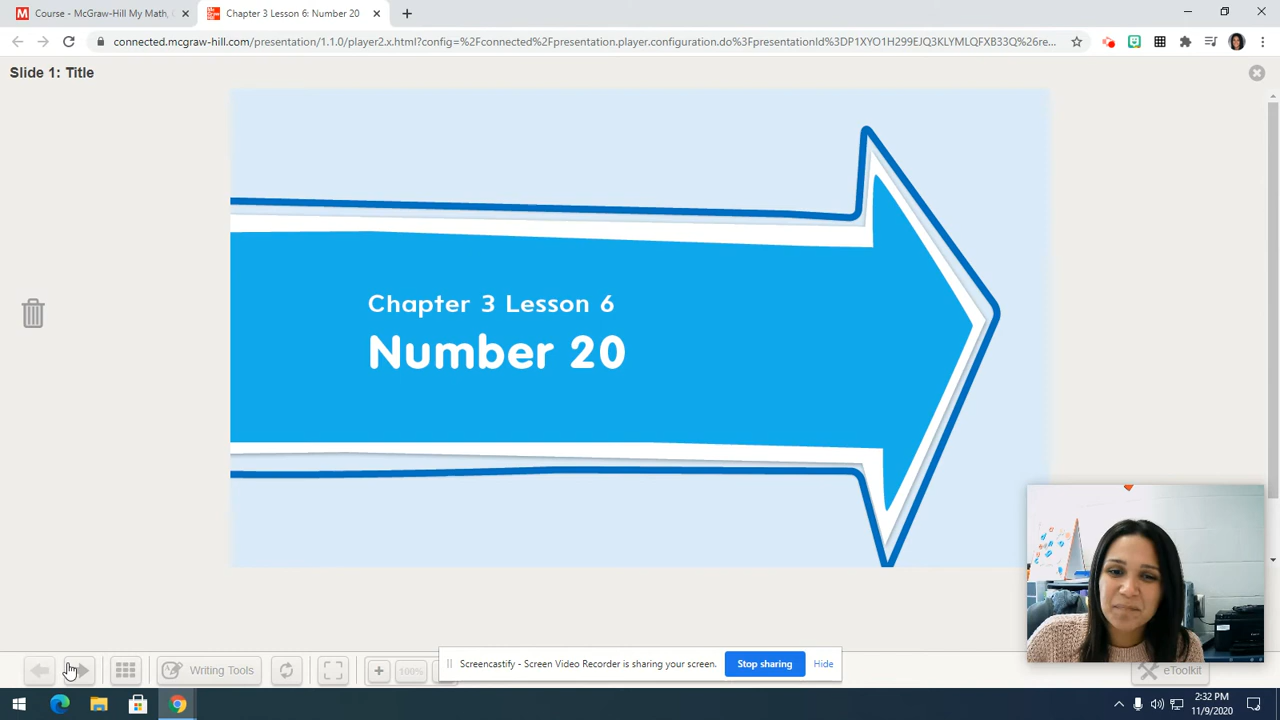 Course - McGraw-Hill My Math,
Chapter 3 Lesson 6: Number 20
connected.mcgraw-hill.com/presentation/1.1.0/player2.x.html?config=%2Fconnected%2Fpresentation.player.configuration.do%3FpresentationId%3DP1XYO1H299EJQ3KLYMLQFXB33Q%26re...
Slide 1: Title
Chapter 3 Lesson 6
Number 20
Writing Tools
100%
Screencastify - Screen Video Recorder is sharing your screen.
Stop sharing
Hide
eToolkit
2:32 PM
11/9/2020